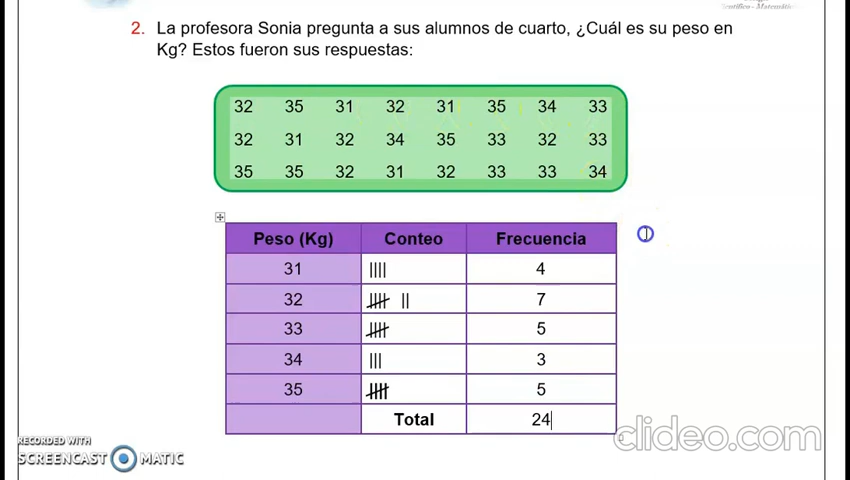 2. La profesora Sonia pregunta a sus alumnos de cuarto, ¿Cuál es su peso en
Kg? Estos fueron sus respuestas:
32 35 31 32 31 35 34 33
32 31 32 34 35 33 32 33
35 35 32 31 32 33 33 34
Peso (Kg) Conteo Frecuencia
31 |||| 4
32 7
33 5
34 ||| 3
35 5
Total 24
RECORDED WITH
SCREENCAST MATIC
clideo.com